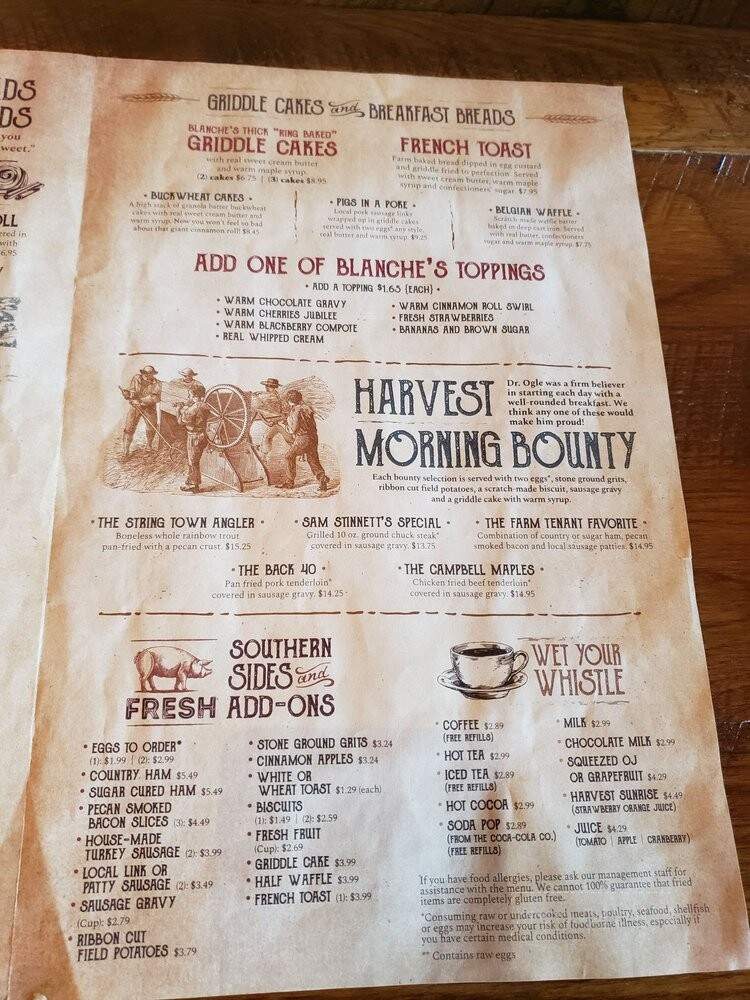 DS
DS
you
weet."
OLL
ered in
with
6.95
GRIDDLE CAKES and BREAKFAST BREADS
BLANCHE'S THICK "RING BAKED"
GRIDDLE CAKES
with real sweet cream butter
and warm maple syrup.
(2) cakes $6.75 | (3) cakes $8.95
FRENCH TOAST
Farm baked bread dipped in egg custard
and griddle fried to perfection. Served
with sweet cream butter, warm maple
syrup and confectioners' sugar. $7.95
• BUCKWHEAT CAKES •
A high stack of granola batter buckwheat
cakes with real sweet cream butter and
warm syrup. Now you won't feel so bad
about that giant cinnamon roll! $8.45
• PIGS IN A POKE •
Local pork sausage links
wrapped up in griddle cakes
served with two eggs* any style,
real butter and warm syrup. $9.25
• BELGIAN WAFFLE •
Scratch made waffle batter
baked in deep cast iron. Served
with real butter, confectioners
sugar and warm maple syrup. $7.75
ADD ONE OF BLANCHE'S TOPPINGS
• ADD A TOPPING $1.65 (EACH) •
• WARM CHOCOLATE GRAVY
• WARM CHERRIES JUBILEE
• WARM BLACKBERRY COMPOTE
• REAL WHIPPED CREAM
• WARM CINNAMON ROLL SWIRL
• FRESH STRAWBERRIES
• BANANAS AND BROWN SUGAR
HARVEST
MORNING BOUNTY
Dr. Ogle was a firm believer
in starting each day with a
well-rounded breakfast. We
think any one of these would
make him proud!
Each bounty selection is served with two eggs*, stone ground grits,
ribbon cut field potatoes, a scratch-made biscuit, sausage gravy
and a griddle cake with warm syrup.
• THE STRING TOWN ANGLER •
Boneless whole rainbow trout
pan-fried with a pecan crust. $15.25
• SAM STINNETT'S SPECIAL •
Grilled 10 oz. ground chuck steak*
covered in sausage gravy. $13.75
• THE FARM TENANT FAVORITE •
Combination of country or sugar ham, pecan
smoked bacon and local sausage patties. $14.95
• THE BACK 40 •
Pan fried pork tenderloin*
covered in sausage gravy. $14.25
• THE CAMPBELL MAPLES •
Chicken fried beef tenderloin*
covered in sausage gravy. $14.95
SOUTHERN
SIDES and
FRESH ADD-ONS
• EGGS TO ORDER*
(1): $1.99 | (2): $2.99
• COUNTRY HAM $5.49
• SUGAR CURED HAM $5.49
• PECAN SMOKED
BACON SLICES (3): $4.49
• HOUSE-MADE
TURKEY SAUSAGE (2): $3.99
• LOCAL LINK OR
PATTY SAUSAGE (2): $3.49
• SAUSAGE GRAVY
(Cup): $2.79
• RIBBON CUT
FIELD POTATOES $3.79
• STONE GROUND GRITS $3.24
• CINNAMON APPLES $3.24
• WHITE OR
WHEAT TOAST $1.29 (each)
• BISCUITS
(1): $1.49 | (2): $2.59
• FRESH FRUIT
(Cup): $2.69
• GRIDDLE CAKE $3.99
• HALF WAFFLE $3.99
• FRENCH TOAST (1): $3.99
WET YOUR
WHISTLE
• COFFEE $2.89
(FREE REFILLS)
• HOT TEA $2.99
• ICED TEA $2.89
(FREE REFILLS)
• HOT COCOA $2.99
• SODA POP $2.89
(FROM THE COCA-COLA CO.)
(FREE REFILLS)
• MILK $2.99
• CHOCOLATE MILK $2.99
• SQUEEZED OJ
OR GRAPEFRUIT $4.29
• HARVEST SUNRISE $4.49
(STRAWBERRY ORANGE JUICE)
• JUICE $4.29
(TOMATO | APPLE | CRANBERRY)
If you have food allergies, please ask our management staff for
assistance with the menu. We cannot 100% guarantee that fried
items are completely gluten free.
*Consuming raw or undercooked meats, poultry, seafood, shellfish
or eggs may increase your risk of foodborne illness, especially if
you have certain medical conditions.
** Contains raw eggs